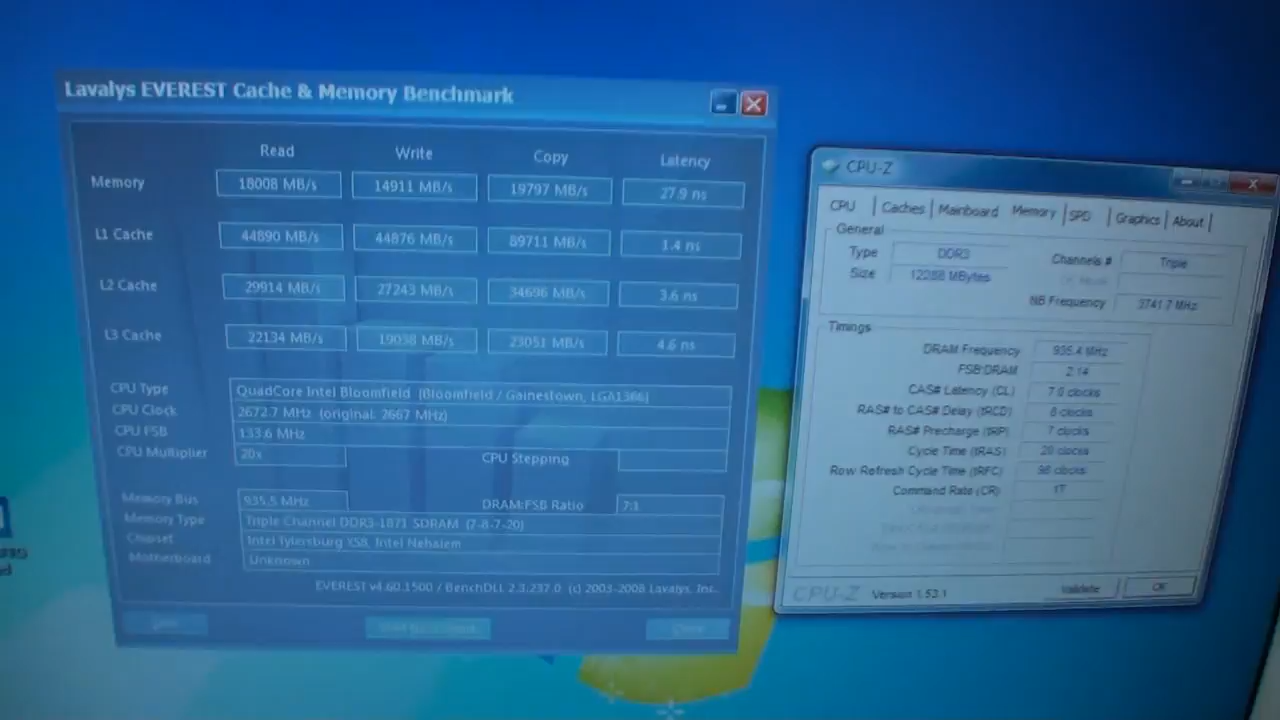 Lavalys EVEREST Cache & Memory Benchmark
Read Write Copy Latency
Memory 18008 MB/s 14911 MB/s 19797 MB/s 27.9 ns
L1 Cache 44890 MB/s 44876 MB/s 89711 MB/s 1.4 ns
L2 Cache 29914 MB/s 27243 MB/s 34696 MB/s 3.6 ns
L3 Cache 22134 MB/s 19038 MB/s 23051 MB/s 4.6 ns
CPU Type QuadCore Intel Bloomfield (Bloomfield / Gainestown, LGA1366)
CPU Clock 2672.7 MHz (original: 2667 MHz)
CPU FSB 133.6 MHz
CPU Multiplier 20x CPU Stepping
Memory Bus 935.5 MHz DRAM:FSB Ratio 7:1
Memory Type Triple Channel DDR3-1871 SDRAM (7-8-7-20)
Chipset Intel Tylersburg X58, Intel Nehalem
Motherboard Unknown
EVEREST v4.60.1500 / BenchDLL 2.3.237.0 (c) 2003-2008 Lavalys, Inc.
CPU-Z
CPU Caches Mainboard Memory SPD Graphics About
General
Type DDR3 Channels # Triple
Size 12288 MBytes
NB Frequency 3741.7 MHz
Timings
DRAM Frequency 935.4 MHz
FSB:DRAM 2:14
CAS# Latency (CL) 7.0 clocks
RAS# to CAS# Delay (tRCD) 8 clocks
RAS# Precharge (tRP) 7 clocks
Cycle Time (tRAS) 20 clocks
Row Refresh Cycle Time (tRFC) 98 clocks
Command Rate (CR) 1T
CPU-Z Version 1.53.1 Validate OK